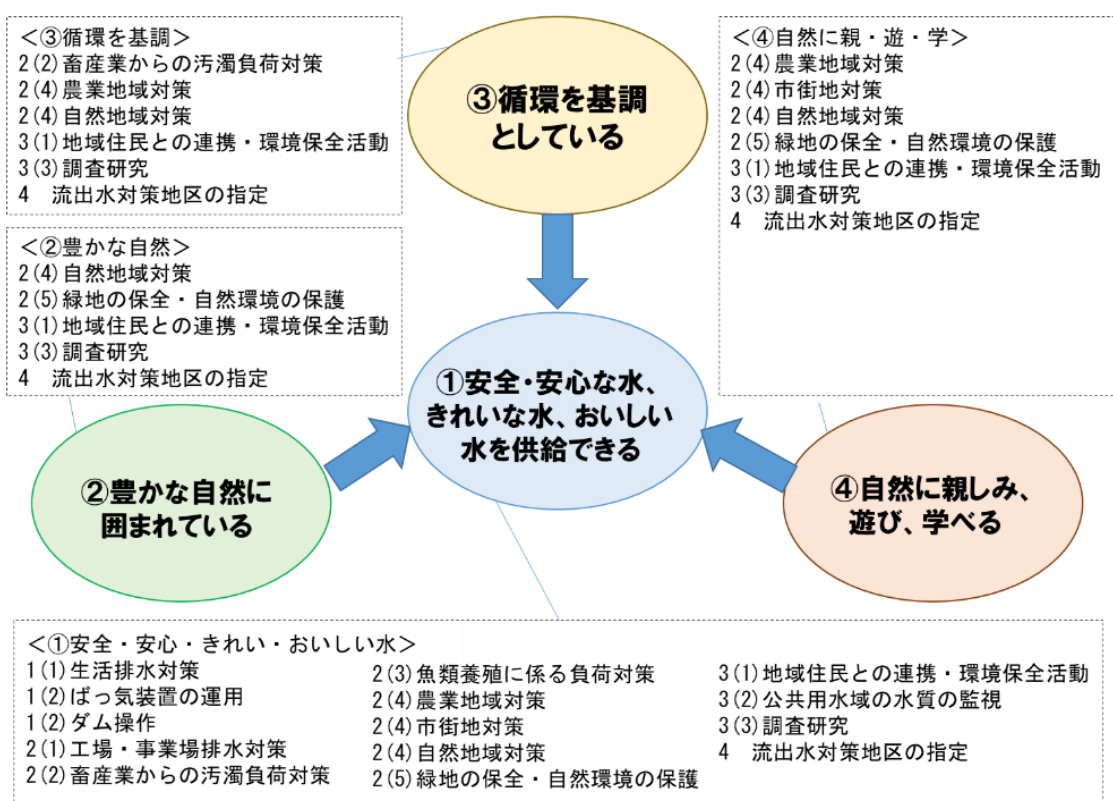 <③循環を基調>
2(2)畜産業からの汚濁負荷対策
2(4)農業地域対策
2(4)自然地域対策
3(1)地域住民との連携・環境保全活動
3(3)調査研究
4　流出水対策地区の指定
③循環を基調
としている
<④自然に親・遊・学>
2(4)農業地域対策
2(4)市街地対策
2(4)自然地域対策
2(5)緑地の保全・自然環境の保護
3(1)地域住民との連携・環境保全活動
3(3)調査研究
4　流出水対策地区の指定
<②豊かな自然>
2(4)自然地域対策
2(5)緑地の保全・自然環境の保護
3(1)地域住民との連携・環境保全活動
3(3)調査研究
4　流出水対策地区の指定
①安全・安心な水、
きれいな水、おいしい
水を供給できる
②豊かな自然に
囲まれている
④自然に親しみ、
遊び、学べる
<①安全・安心・きれい・おいしい水>
1(1)生活排水対策
1(2)ばっ気装置の運用
1(2)ダム操作
2(1)工場・事業場排水対策
2(2)畜産業からの汚濁負荷対策
2(3)魚類養殖に係る負荷対策
2(4)農業地域対策
2(4)市街地対策
2(4)自然地域対策
2(5)緑地の保全・自然環境の保護
3(1)地域住民との連携・環境保全活動
3(2)公共用水域の水質の監視
3(3)調査研究
4　流出水対策地区の指定